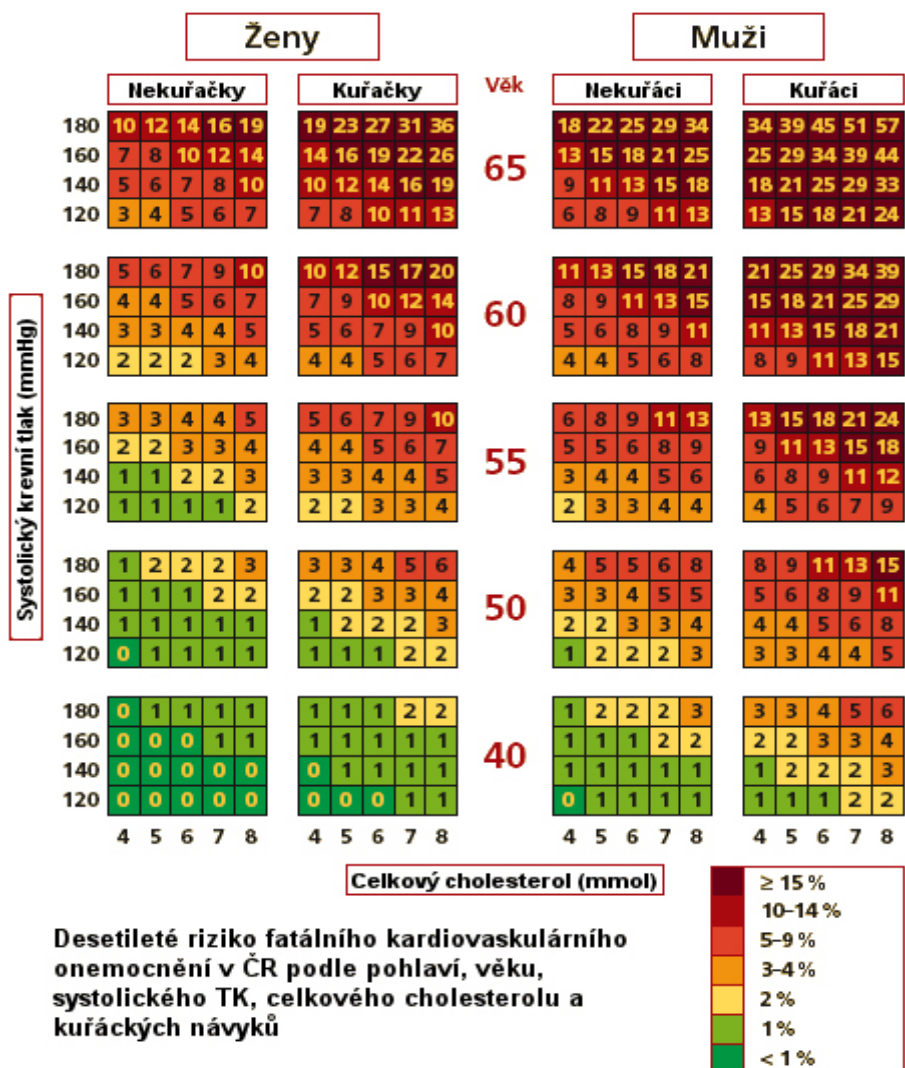 Ženy Muži
Nekuřačky Kuřačky Věk Nekuřáci Kuřáci
180 10 12 14 16 19 19 23 27 31 36 18 22 25 29 34 34 39 45 51 57
160 7 8 10 12 14 14 16 19 22 26 13 15 18 21 25 25 29 34 39 44
65
140 5 6 7 8 10 10 12 14 16 19 9 11 13 15 18 18 21 25 29 33
120 3 4 5 6 7 7 8 10 11 13 6 8 9 11 13 13 15 18 21 24
180 5 6 7 9 10 10 12 15 17 20 11 13 15 18 21 21 25 29 34 39
160 4 4 5 6 7 7 9 10 12 14 8 9 11 13 15 15 18 21 25 29
60
140 3 3 4 4 5 5 6 7 9 10 5 6 8 9 11 11 13 15 18 21
120 2 2 2 3 4 4 4 5 6 7 4 4 5 6 8 8 9 11 13 15
180 3 3 4 4 5 5 6 7 9 10 6 8 9 11 13 13 15 18 21 24
160 2 2 3 3 4 4 4 5 6 7 5 5 6 8 9 9 11 13 15 18
55
140 1 1 2 2 3 3 3 4 4 5 3 4 4 5 6 6 8 9 11 12
120 1 1 1 1 2 2 2 3 3 4 2 3 3 4 4 4 5 6 7 9
180 1 2 2 2 3 3 3 4 5 6 4 5 5 6 8 8 9 11 13 15
160 1 1 1 2 2 2 2 3 3 4 3 3 4 5 5 5 6 8 9 11
50
140 1 1 1 1 1 1 2 2 2 3 2 2 3 3 4 4 4 5 6 8
120 0 1 1 1 1 1 1 1 2 2 1 2 2 2 3 3 3 4 4 5
180 0 1 1 1 1 1 1 1 2 2 1 2 2 2 3 3 3 4 5 6
160 0 0 0 1 1 1 1 1 1 1 1 1 1 2 2 2 2 3 3 4
40
140 0 0 0 0 0 0 1 1 1 1 1 1 1 1 1 1 2 2 2 3
120 0 0 0 0 0 0 0 0 1 1 0 1 1 1 1 1 1 1 2 2
4 5 6 7 8 4 5 6 7 8 4 5 6 7 8 4 5 6 7 8
Systolický krevní tlak (mmHg)
Celkový cholesterol (mmol)
≥ 15 %
10–14 %
5–9 %
3–4 %
2 %
1 %
< 1 %
Desetileté riziko fatálního kardiovaskulárního
onemocnění v ČR podle pohlaví, věku,
systolického TK, celkového cholesterolu a
kuřáckých návyků